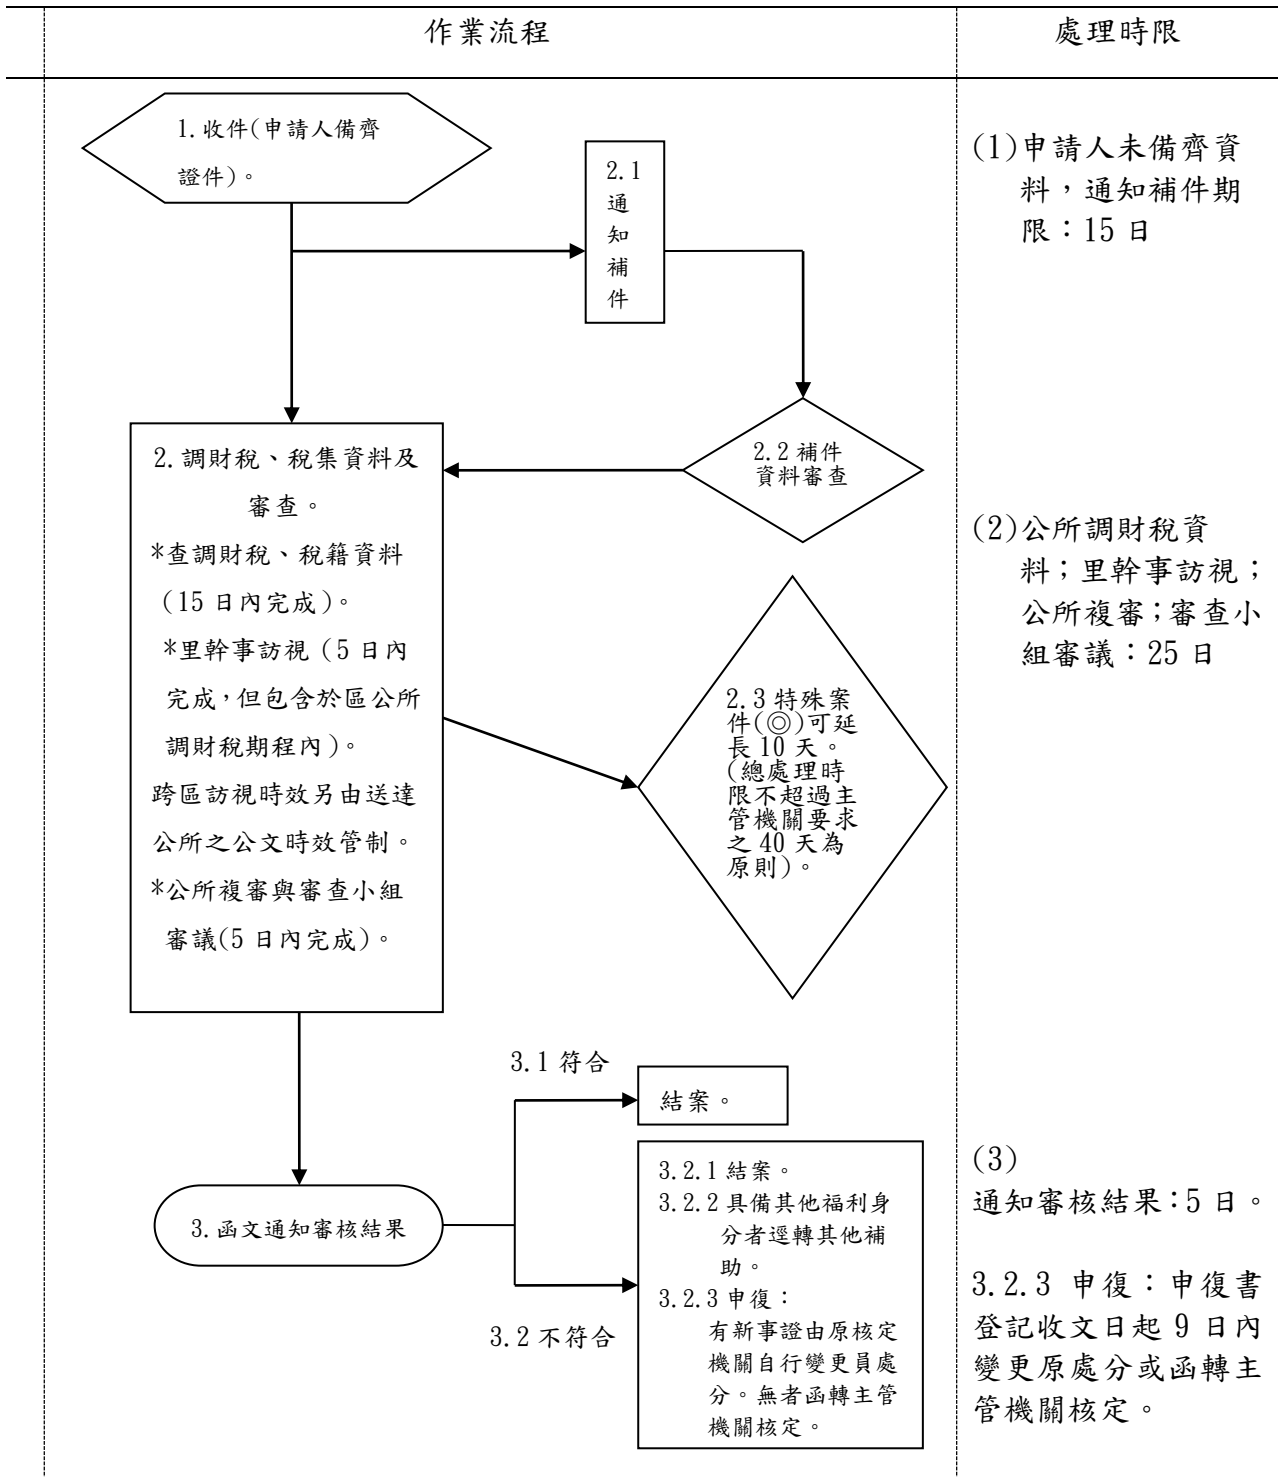 作業流程
處理時限
1.收件(申請人備齊
證件)。
2.1
通
知
補
件
(1)申請人未備齊資
料，通知補件期
限：15日
2.2補件
資料審查
2.調財稅、稅集資料及
審查。
*查調財稅、稅籍資料
(15日內完成)。
*里幹事訪視（5日內
完成，但包含於區公所
調財稅期程內)。
跨區訪視時效另由送達
公所之公文時效管制。
*公所複審與審查小組
審議(5日內完成)。
(2)公所調財稅資
料；里幹事訪視；
公所複審；審查小
組審議：25日
2.3特殊案
件(◎)可延
長10天。
(總處理時
限不超過主
管機關要求
之40天為
原則)。
3.1符合
結案。
3.函文通知審核結果
3.2不符合
3.2.1結案。
3.2.2具備其他福利身
分者逕轉其他補
助。
3.2.3申復：
有新事證由原核定
機關自行變更員處
分。無者函轉主管
機關核定。
(3)
通知審核結果：5日。
3.2.3 申復：申復書
登記收文日起9日內
變更原處分或函轉主
管機關核定。